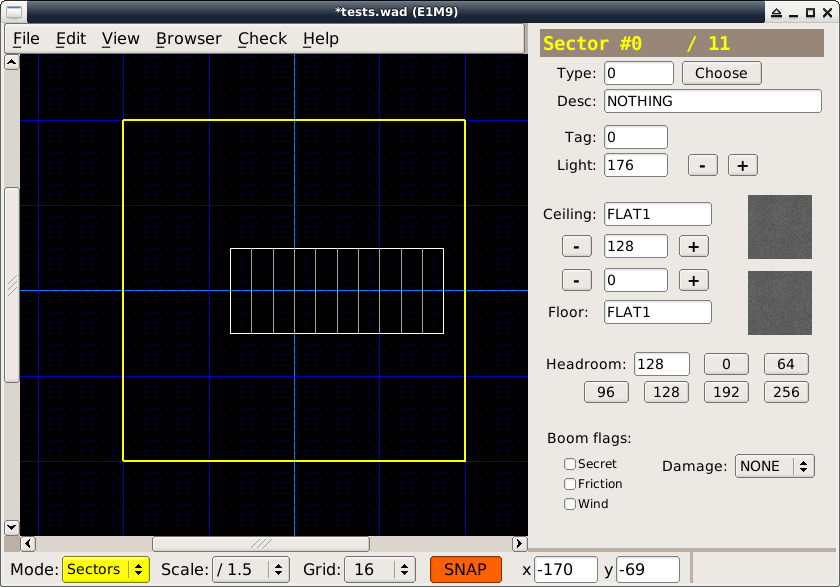 *tests.wad (E1M9)
File Edit View Browser Check Help
Sector #0 / 11
Type: 0 Choose
Desc: NOTHING
Tag: 0
Light: 176 - +
Ceiling: FLAT1
- 128 +
- 0 +
Floor: FLAT1
Headroom: 128 0 64
96 128 192 256
Boom flags:
Secret Damage: NONE
Friction
Wind
Mode: Sectors Scale: / 1.5 Grid: 16 SNAP x -170 y -69